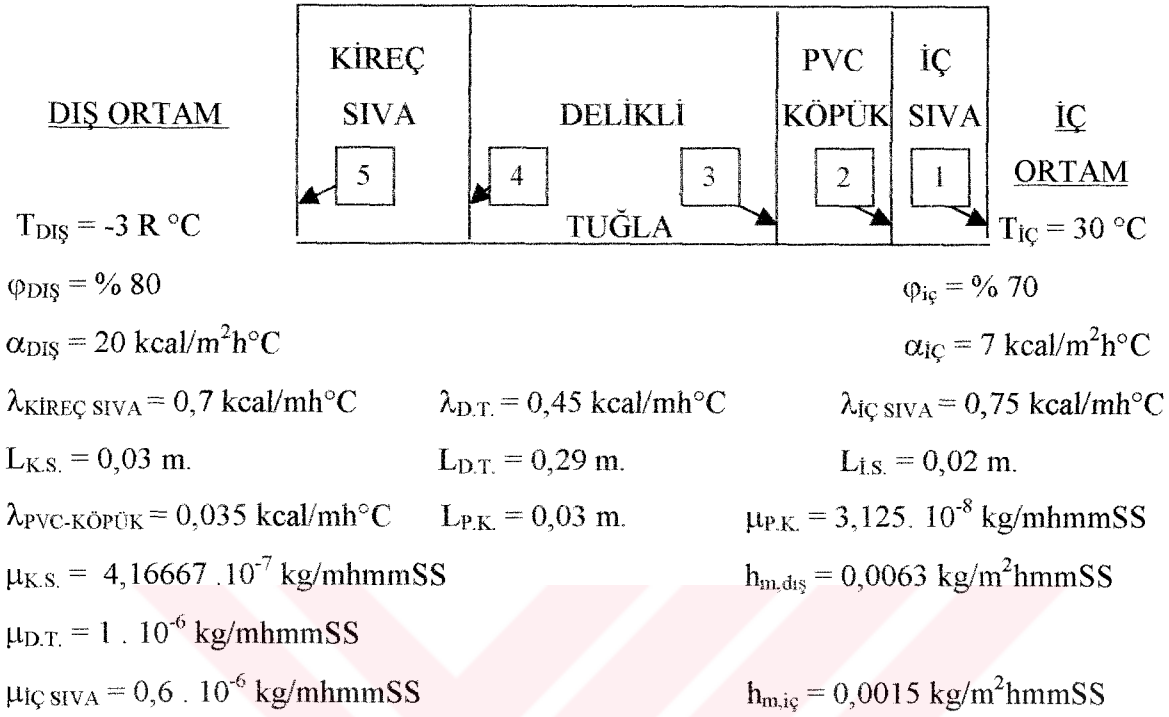 KİREÇ SIVA
DELİKLİ TUĞLA
PVC KÖPÜK
İÇ SIVA
DIŞ ORTAM
İÇ ORTAM
5 4 3 2 1
T_DIŞ = -3 R °C T_İÇ = 30 °C
φ_DIŞ = % 80 φ_iç = % 70
α_DIŞ = 20 kcal/m²h°C α_İÇ = 7 kcal/m²h°C
λ_KİREÇ SIVA = 0,7 kcal/mh°C λ_D.T. = 0,45 kcal/mh°C λ_İÇ SIVA = 0,75 kcal/mh°C
L_K.S. = 0,03 m. L_D.T. = 0,29 m. L_İ.S. = 0,02 m.
λ_PVC-KÖPÜK = 0,035 kcal/mh°C L_P.K. = 0,03 m. μ_P.K. = 3,125. 10⁻⁸ kg/mhmmSS
μ_K.S. = 4,16667 .10⁻⁷ kg/mhmmSS h_m,dış = 0,0063 kg/m²hmmSS
μ_D.T. = 1 . 10⁻⁶ kg/mhmmSS
μ_İÇ SIVA = 0,6 . 10⁻⁶ kg/mhmmSS h_m,iç = 0,0015 kg/m²hmmSS